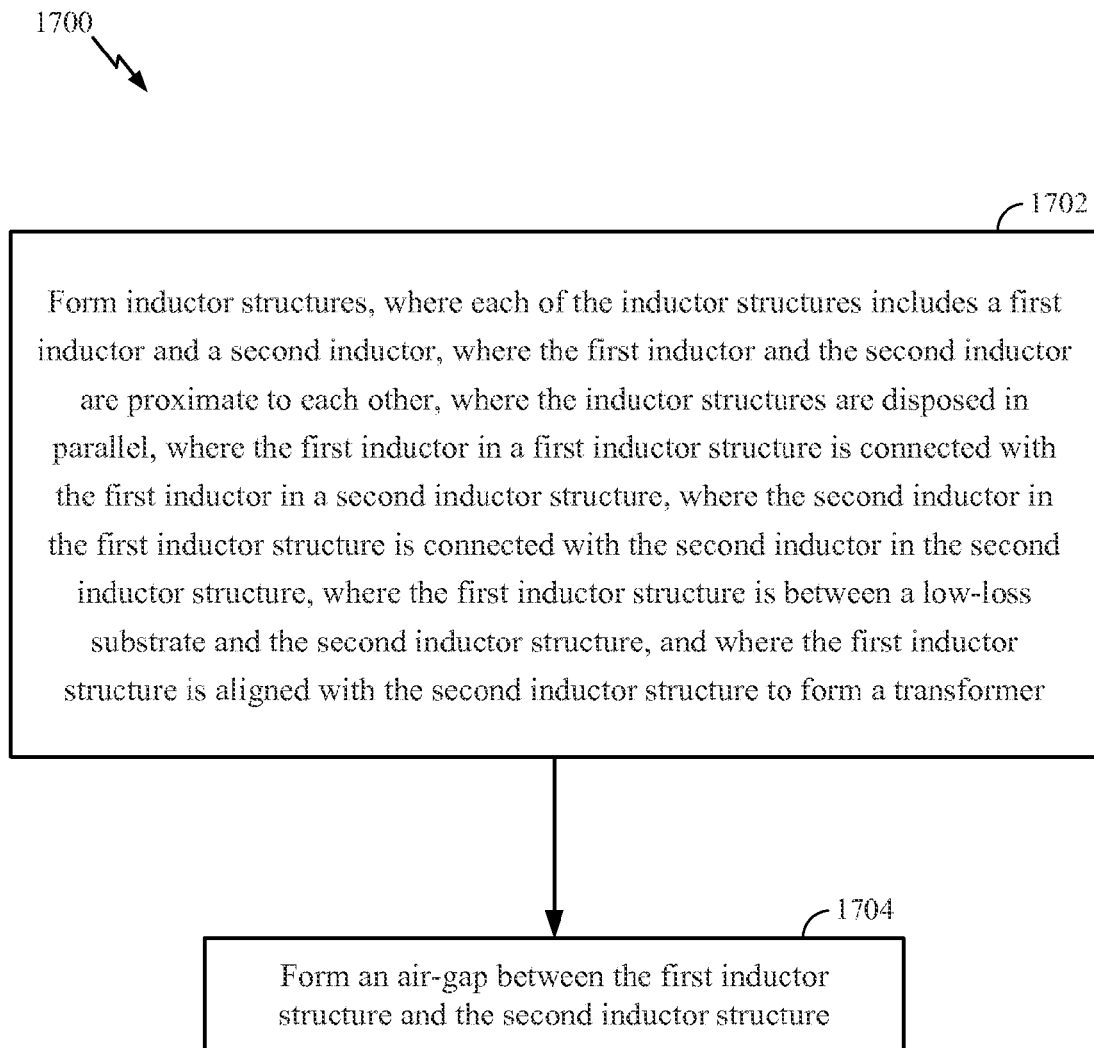 1700
1702
Form inductor structures, where each of the inductor structures includes a first
inductor and a second inductor, where the first inductor and the second inductor
are proximate to each other, where the inductor structures are disposed in
parallel, where the first inductor in a first inductor structure is connected with
the first inductor in a second inductor structure, where the second inductor in
the first inductor structure is connected with the second inductor in the second
inductor structure, where the first inductor structure is between a low-loss
substrate and the second inductor structure, and where the first inductor
structure is aligned with the second inductor structure to form a transformer
1704
Form an air-gap between the first inductor
structure and the second inductor structure